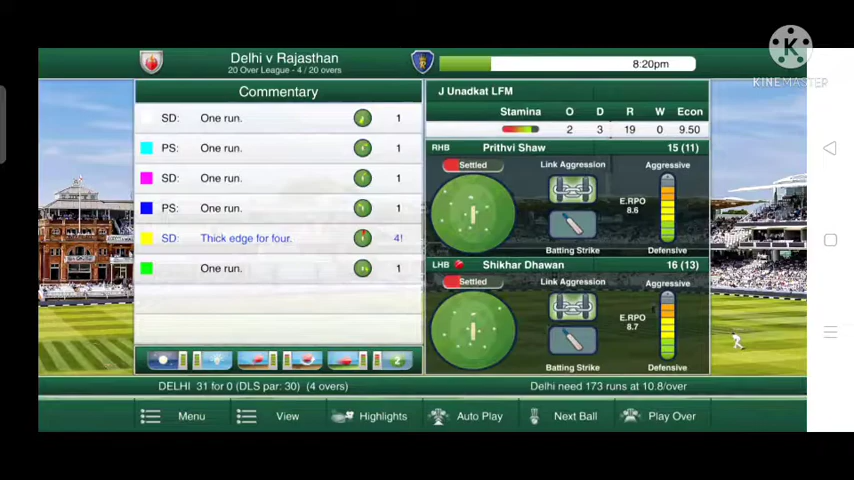 Delhi v Rajasthan
20 Over League - 4 / 20 overs
8:20pm
K
KINEMASTER
Commentary
SD: One run. 1
PS: One run. 1
SD: One run. 1
PS: One run. 1
SD: Thick edge for four. 4!
One run. 1
2
J Unadkat LFM
Stamina O D R W Econ
2 3 19 0 9.50
RHB Prithvi Shaw 15 (11)
Settled Link Aggression Aggressive
E.RPO
8.6
Batting Strike Defensive
LHB Shikhar Dhawan 16 (13)
Settled Link Aggression Aggressive
E.RPO
8.7
Batting Strike Defensive
DELHI 31 for 0 (DLS par: 30) (4 overs) Delhi need 173 runs at 10.8/over
Menu View Highlights Auto Play Next Ball Play Over